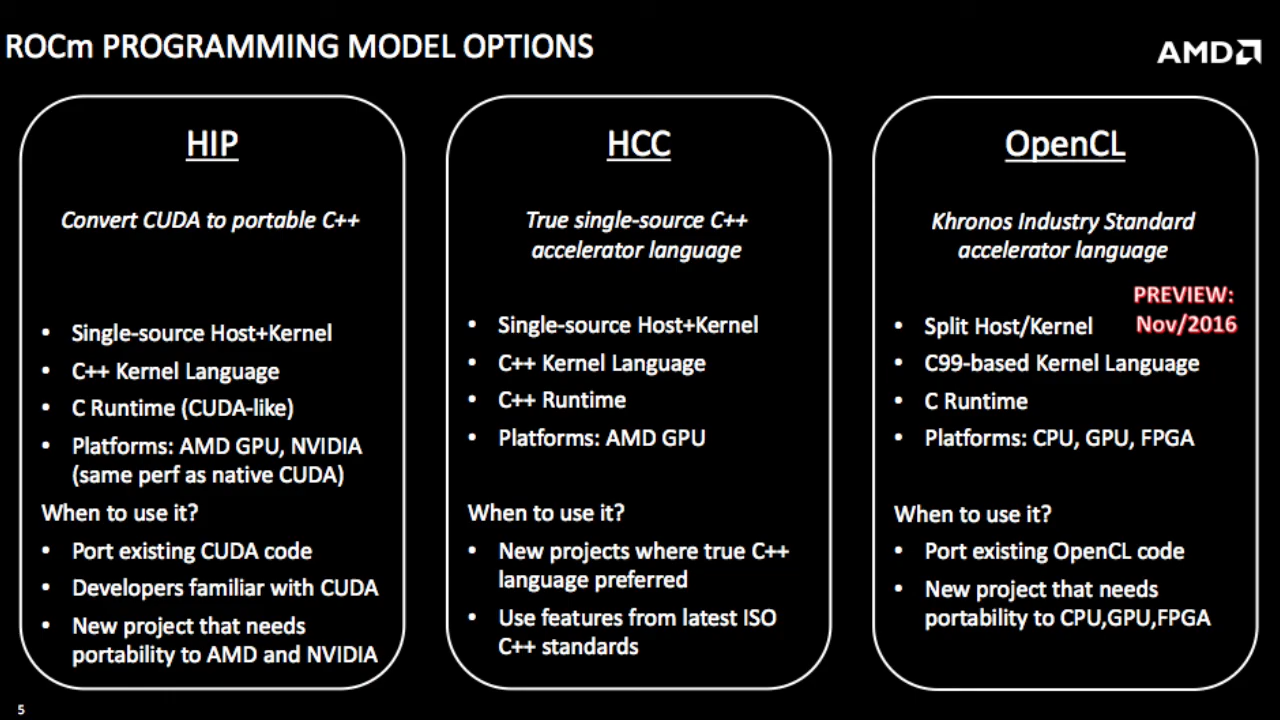 ROCm PROGRAMMING MODEL OPTIONS
AMD
HIP
Convert CUDA to portable C++
• Single-source Host+Kernel
• C++ Kernel Language
• C Runtime (CUDA-like)
• Platforms: AMD GPU, NVIDIA
(same perf as native CUDA)
When to use it?
• Port existing CUDA code
• Developers familiar with CUDA
• New project that needs
portability to AMD and NVIDIA
HCC
True single-source C++
accelerator language
• Single-source Host+Kernel
• C++ Kernel Language
• C++ Runtime
• Platforms: AMD GPU
When to use it?
• New projects where true C++
language preferred
• Use features from latest ISO
C++ standards
OpenCL
Khronos Industry Standard
accelerator language
PREVIEW:
Nov/2016
• Split Host/Kernel
• C99-based Kernel Language
• C Runtime
• Platforms: CPU, GPU, FPGA
When to use it?
• Port existing OpenCL code
• New project that needs
portability to CPU,GPU,FPGA
5